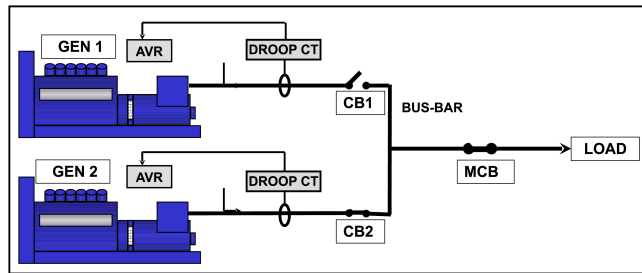 GEN 1
AVR
DROOP CT
CB1
BUS-BAR
LOAD
MCB
GEN 2
AVR
DROOP CT
CB2